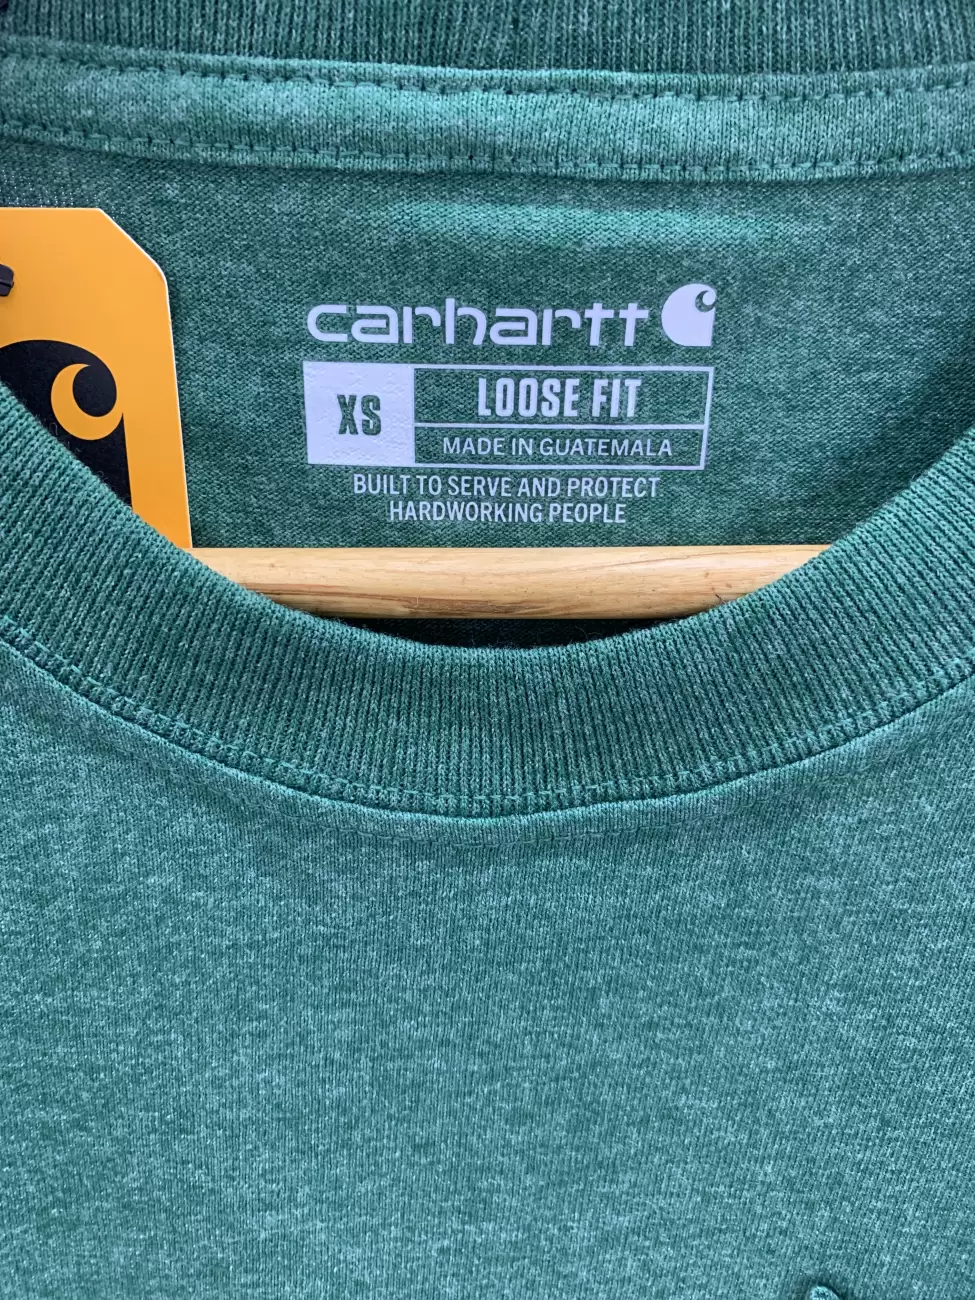 carhartt
XS
LOOSE FIT
MADE IN GUATEMALA
BUILT TO SERVE AND PROTECT
HARDWORKING PEOPLE